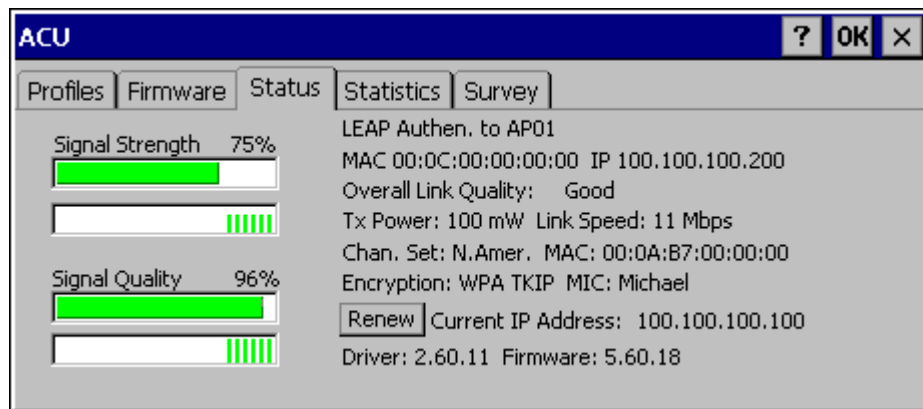 ACU ? OK ×
Profiles Firmware Status Statistics Survey
Signal Strength 75%
Signal Quality 96%
LEAP Authen. to AP01
MAC 00:0C:00:00:00:00 IP 100.100.100.200
Overall Link Quality: Good
Tx Power: 100 mW Link Speed: 11 Mbps
Chan. Set: N.Amer. MAC: 00:0A:B7:00:00:00
Encryption: WPA TKIP MIC: Michael
Renew Current IP Address: 100.100.100.100
Driver: 2.60.11 Firmware: 5.60.18